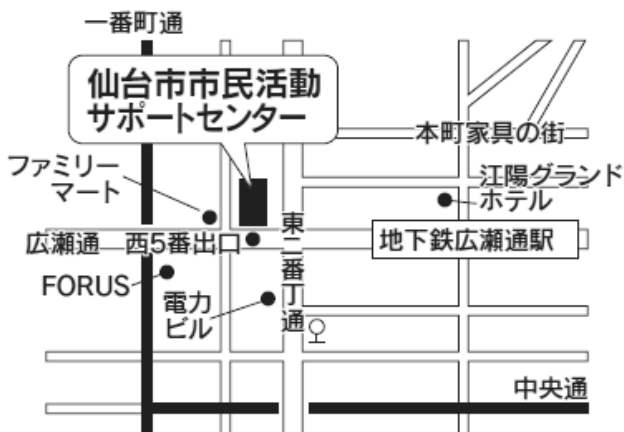 一番町通
仙台市市民活動
サポートセンター
本町家具の街
ファミリー
マート
江陽グランド
ホテル
東二番丁通
広瀬通
西5番出口
地下鉄広瀬通駅
FORUS
電力
ビル
中央通